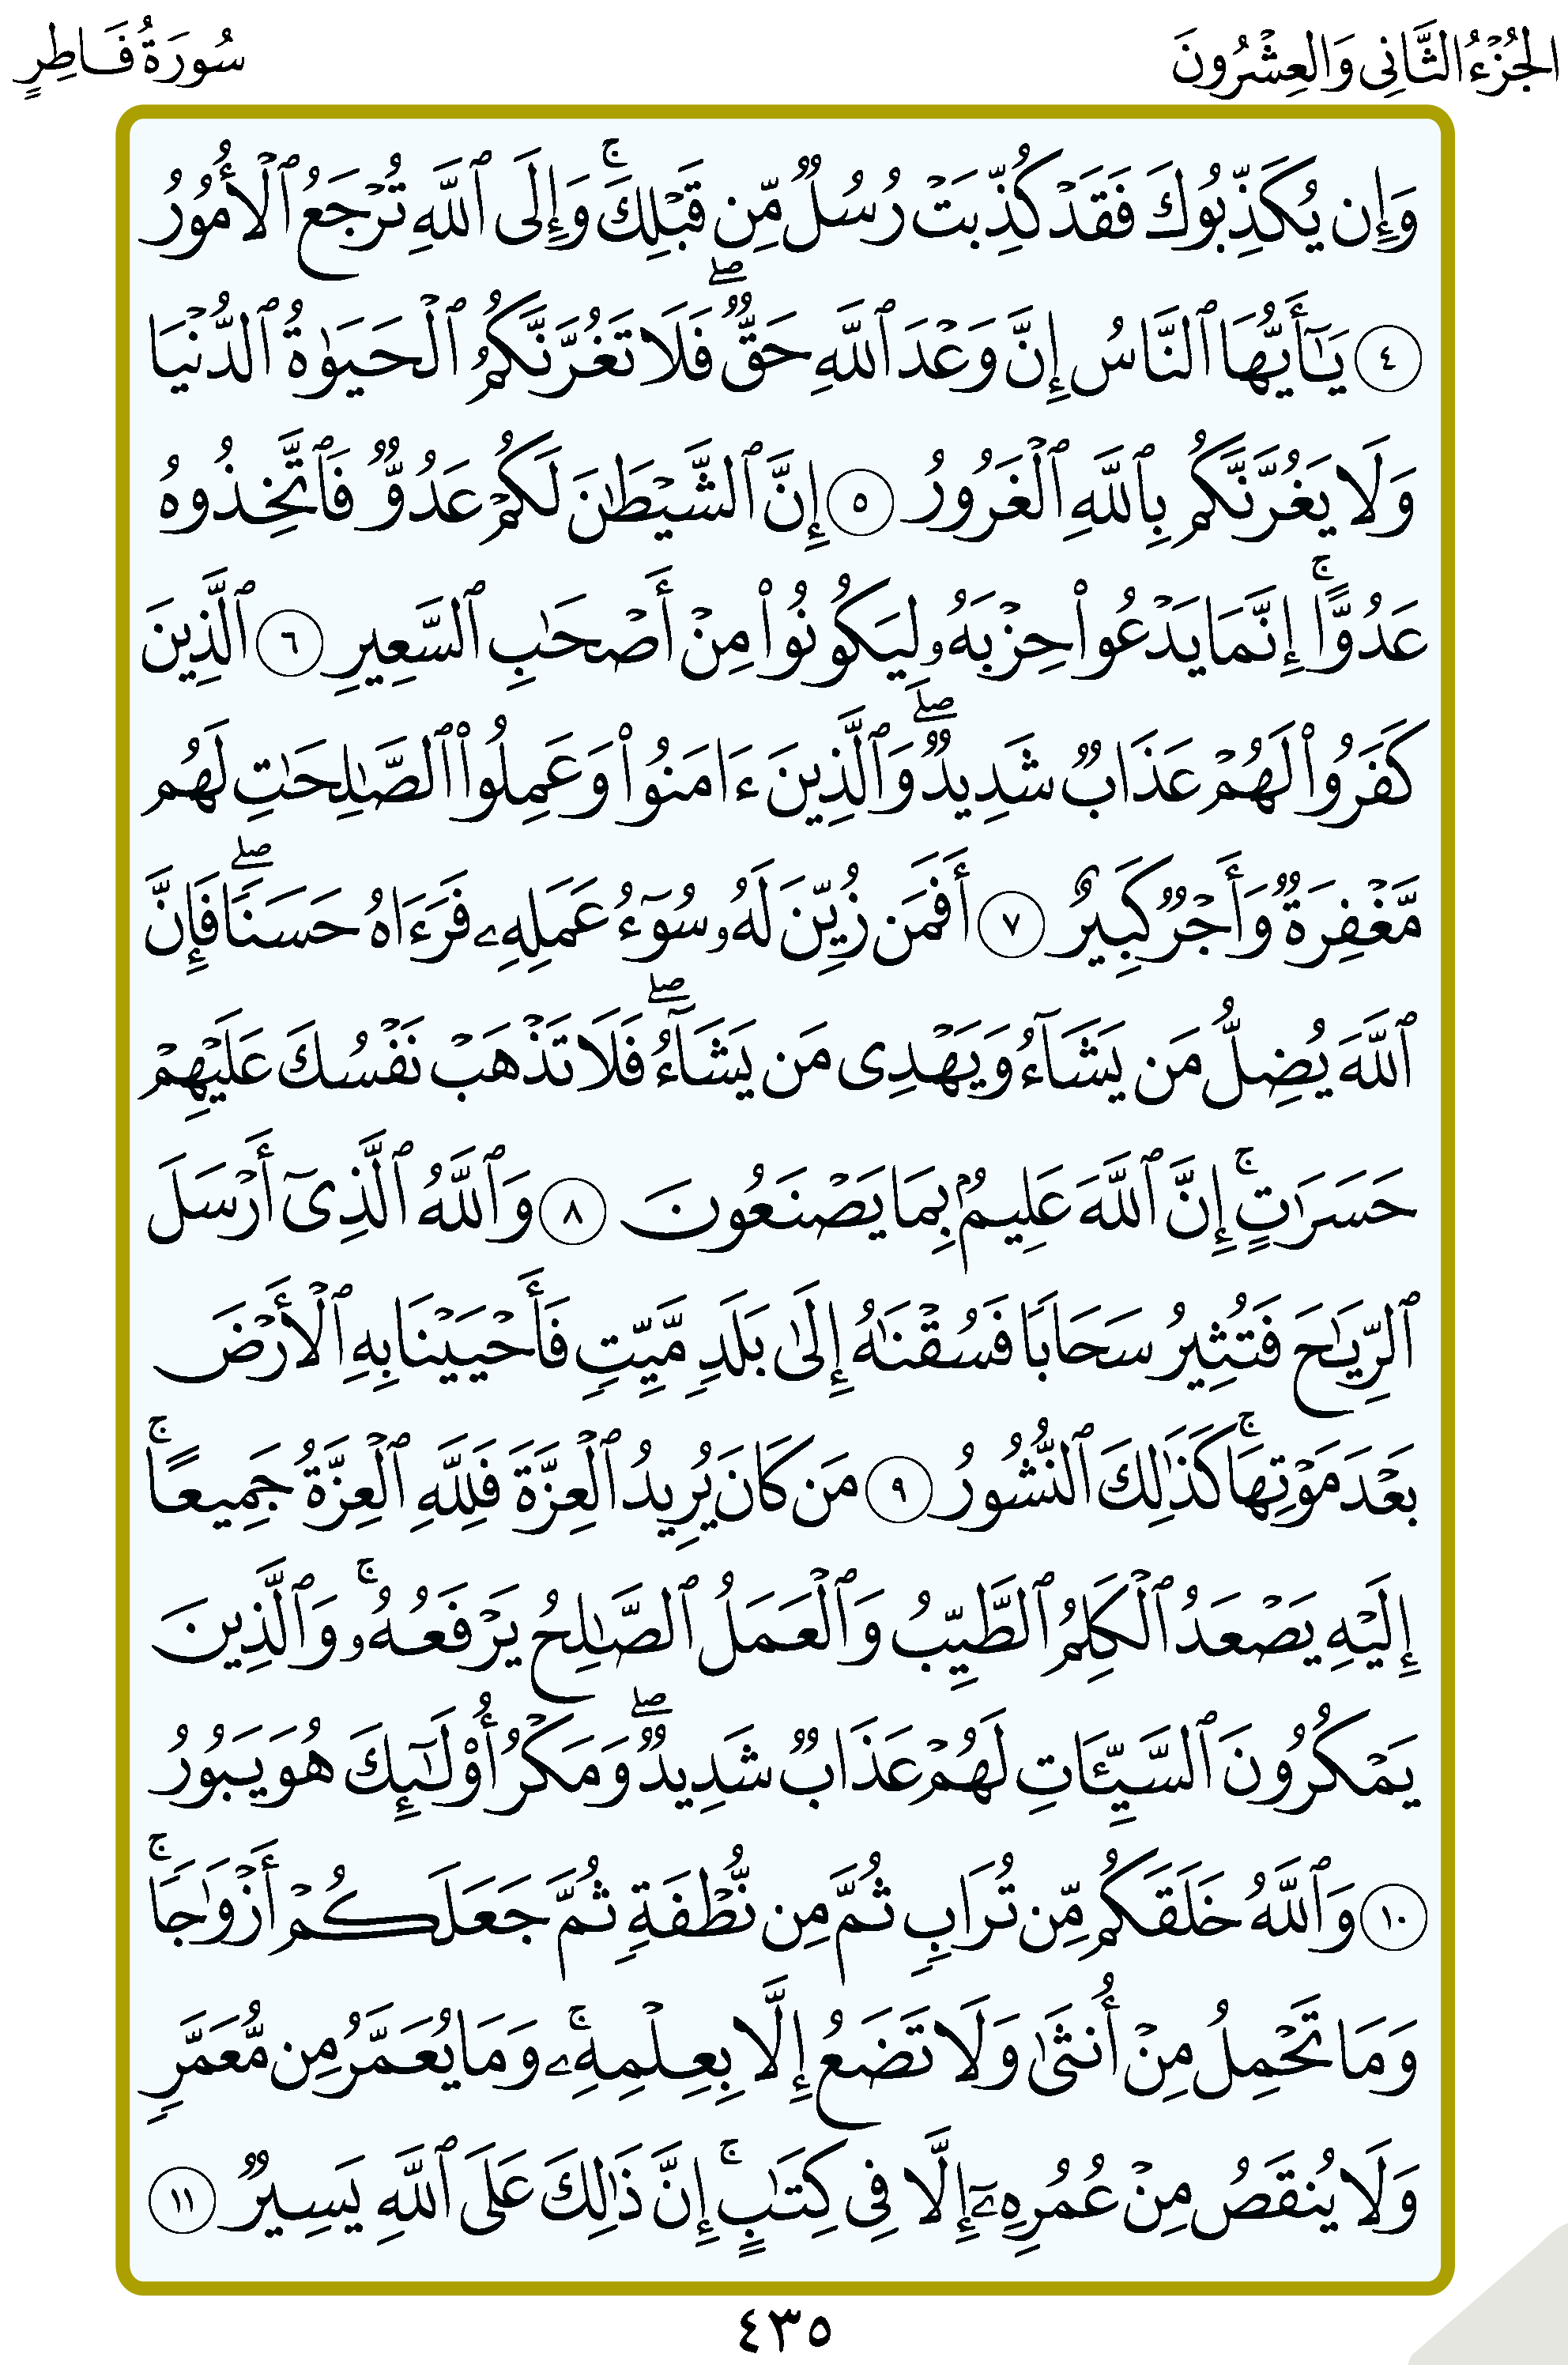 الجُزْءُ الثَّانِي وَالعِشْرُونَ
سُورَةُ فَاطِرٍ
وَإِن يُكَذِّبُوكَ فَقَدْ كُذِّبَتْ رُسُلٌ مِّن قَبْلِكَۚ وَإِلَى ٱللَّهِ تُرْجَعُ ٱلْأُمُورُ
٤ يَٰٓأَيُّهَا ٱلنَّاسُ إِنَّ وَعْدَ ٱللَّهِ حَقٌّۖ فَلَا تَغُرَّنَّكُمُ ٱلْحَيَوٰةُ ٱلدُّنْيَا
وَلَا يَغُرَّنَّكُم بِٱللَّهِ ٱلْغَرُورُ ٥ إِنَّ ٱلشَّيْطَٰنَ لَكُمْ عَدُوٌّ فَٱتَّخِذُوهُ
عَدُوًّاۚ إِنَّمَا يَدْعُوا۟ حِزْبَهُۥ لِيَكُونُوا۟ مِنْ أَصْحَٰبِ ٱلسَّعِيرِ ٦ ٱلَّذِينَ
كَفَرُوا۟ لَهُمْ عَذَابٌ شَدِيدٌۖ وَٱلَّذِينَ ءَامَنُوا۟ وَعَمِلُوا۟ ٱلصَّٰلِحَٰتِ لَهُم
مَّغْفِرَةٌ وَأَجْرٌ كَبِيرٌ ٧ أَفَمَن زُيِّنَ لَهُۥ سُوٓءُ عَمَلِهِۦ فَرَءَاهُ حَسَنًاۖ فَإِنَّ
ٱللَّهَ يُضِلُّ مَن يَشَآءُ وَيَهْدِى مَن يَشَآءُۖ فَلَا تَذْهَبْ نَفْسُكَ عَلَيْهِمْ
حَسَرَٰتٍۚ إِنَّ ٱللَّهَ عَلِيمٌۢ بِمَا يَصْنَعُونَ ٨ وَٱللَّهُ ٱلَّذِىٓ أَرْسَلَ
ٱلرِّيَٰحَ فَتُثِيرُ سَحَابًا فَسُقْنَٰهُ إِلَىٰ بَلَدٍ مَّيِّتٍ فَأَحْيَيْنَا بِهِ ٱلْأَرْضَ
بَعْدَ مَوْتِهَاۚ كَذَٰلِكَ ٱلنُّشُورُ ٩ مَن كَانَ يُرِيدُ ٱلْعِزَّةَ فَلِلَّهِ ٱلْعِزَّةُ جَمِيعًاۚ
إِلَيْهِ يَصْعَدُ ٱلْكَلِمُ ٱلطَّيِّبُ وَٱلْعَمَلُ ٱلصَّٰلِحُ يَرْفَعُهُۥۚ وَٱلَّذِينَ
يَمْكُرُونَ ٱلسَّيِّـَٔاتِ لَهُمْ عَذَابٌ شَدِيدٌۖ وَمَكْرُ أُو۟لَٰٓئِكَ هُوَ يَبُورُ
١٠ وَٱللَّهُ خَلَقَكُم مِّن تُرَابٍ ثُمَّ مِن نُّطْفَةٍ ثُمَّ جَعَلَكُمْ أَزْوَٰجًاۚ
وَمَا تَحْمِلُ مِنْ أُنثَىٰ وَلَا تَضَعُ إِلَّا بِعِلْمِهِۦۚ وَمَا يُعَمَّرُ مِن مُّعَمَّرٍ
وَلَا يُنقَصُ مِنْ عُمُرِهِۦٓ إِلَّا فِى كِتَٰبٍۚ إِنَّ ذَٰلِكَ عَلَى ٱللَّهِ يَسِيرٌ ١١
٤٣٥